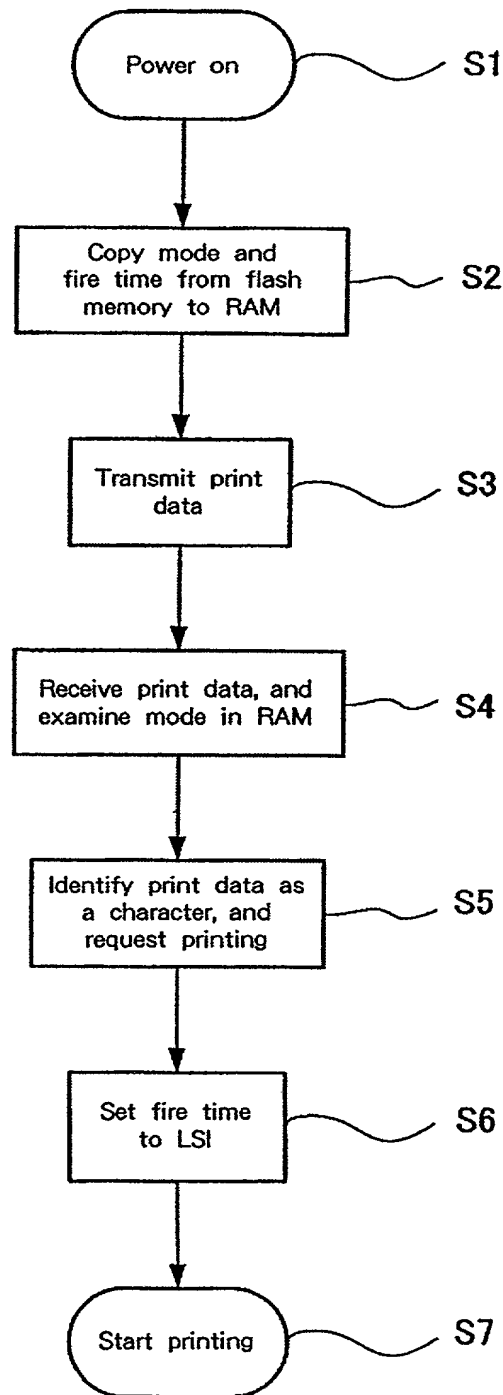 Power on
S1
Copy mode and
fire time from flash
memory to RAM
S2
Transmit print
data
S3
Receive print data, and
examine mode in RAM
S4
Identify print data as
a character, and
request printing
S5
Set fire time
to LSI
S6
Start printing
S7